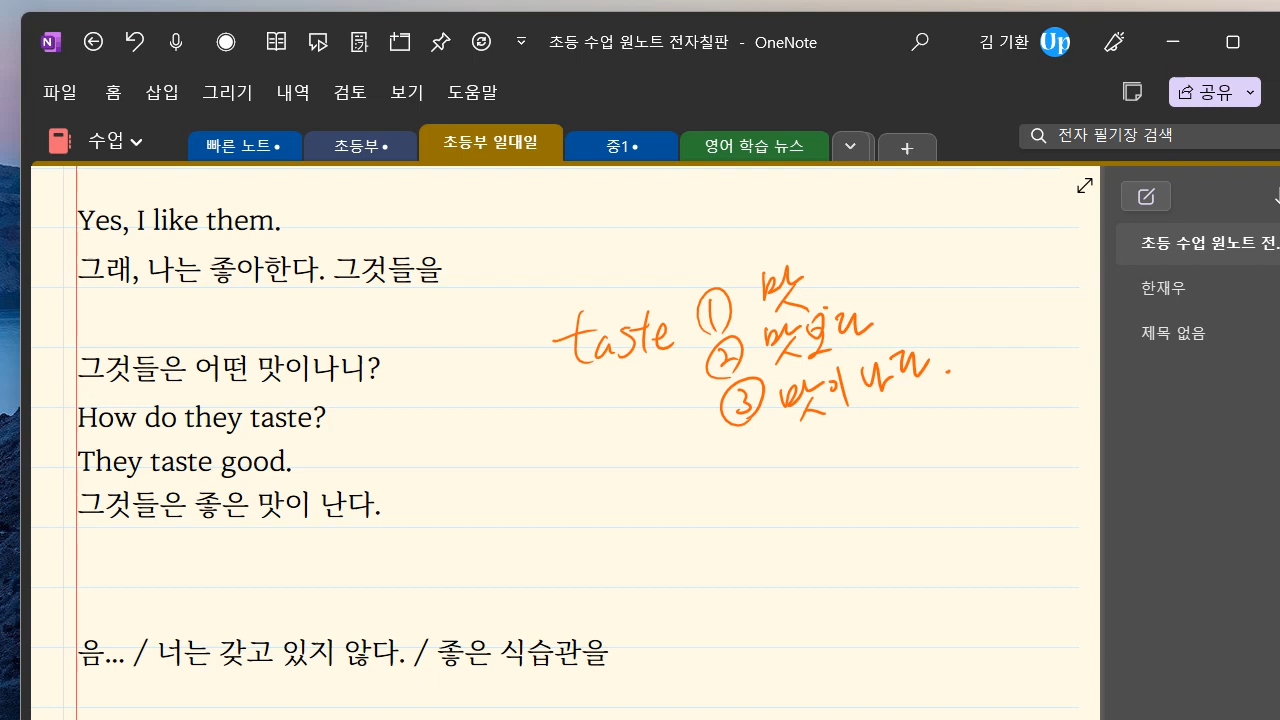 초등 수업 원노트 전자칠판 - OneNote
김 기환
Up
파일 홈 삽입 그리기 내역 검토 보기 도움말
공유
수업
빠른 노트
초등부
초등부 일대일
중1
영어 학습 뉴스
전자 필기장 검색
Yes, I like them.
그래, 나는 좋아한다. 그것들을
taste ① 맛
② 맛보다
③ 맛이 나다.
그것들은 어떤 맛이나니?
How do they taste?
They taste good.
그것들은 좋은 맛이 난다.
음... / 너는 갖고 있지 않다. / 좋은 식습관을
초등 수업 원노트 전...
한재우
제목 없음